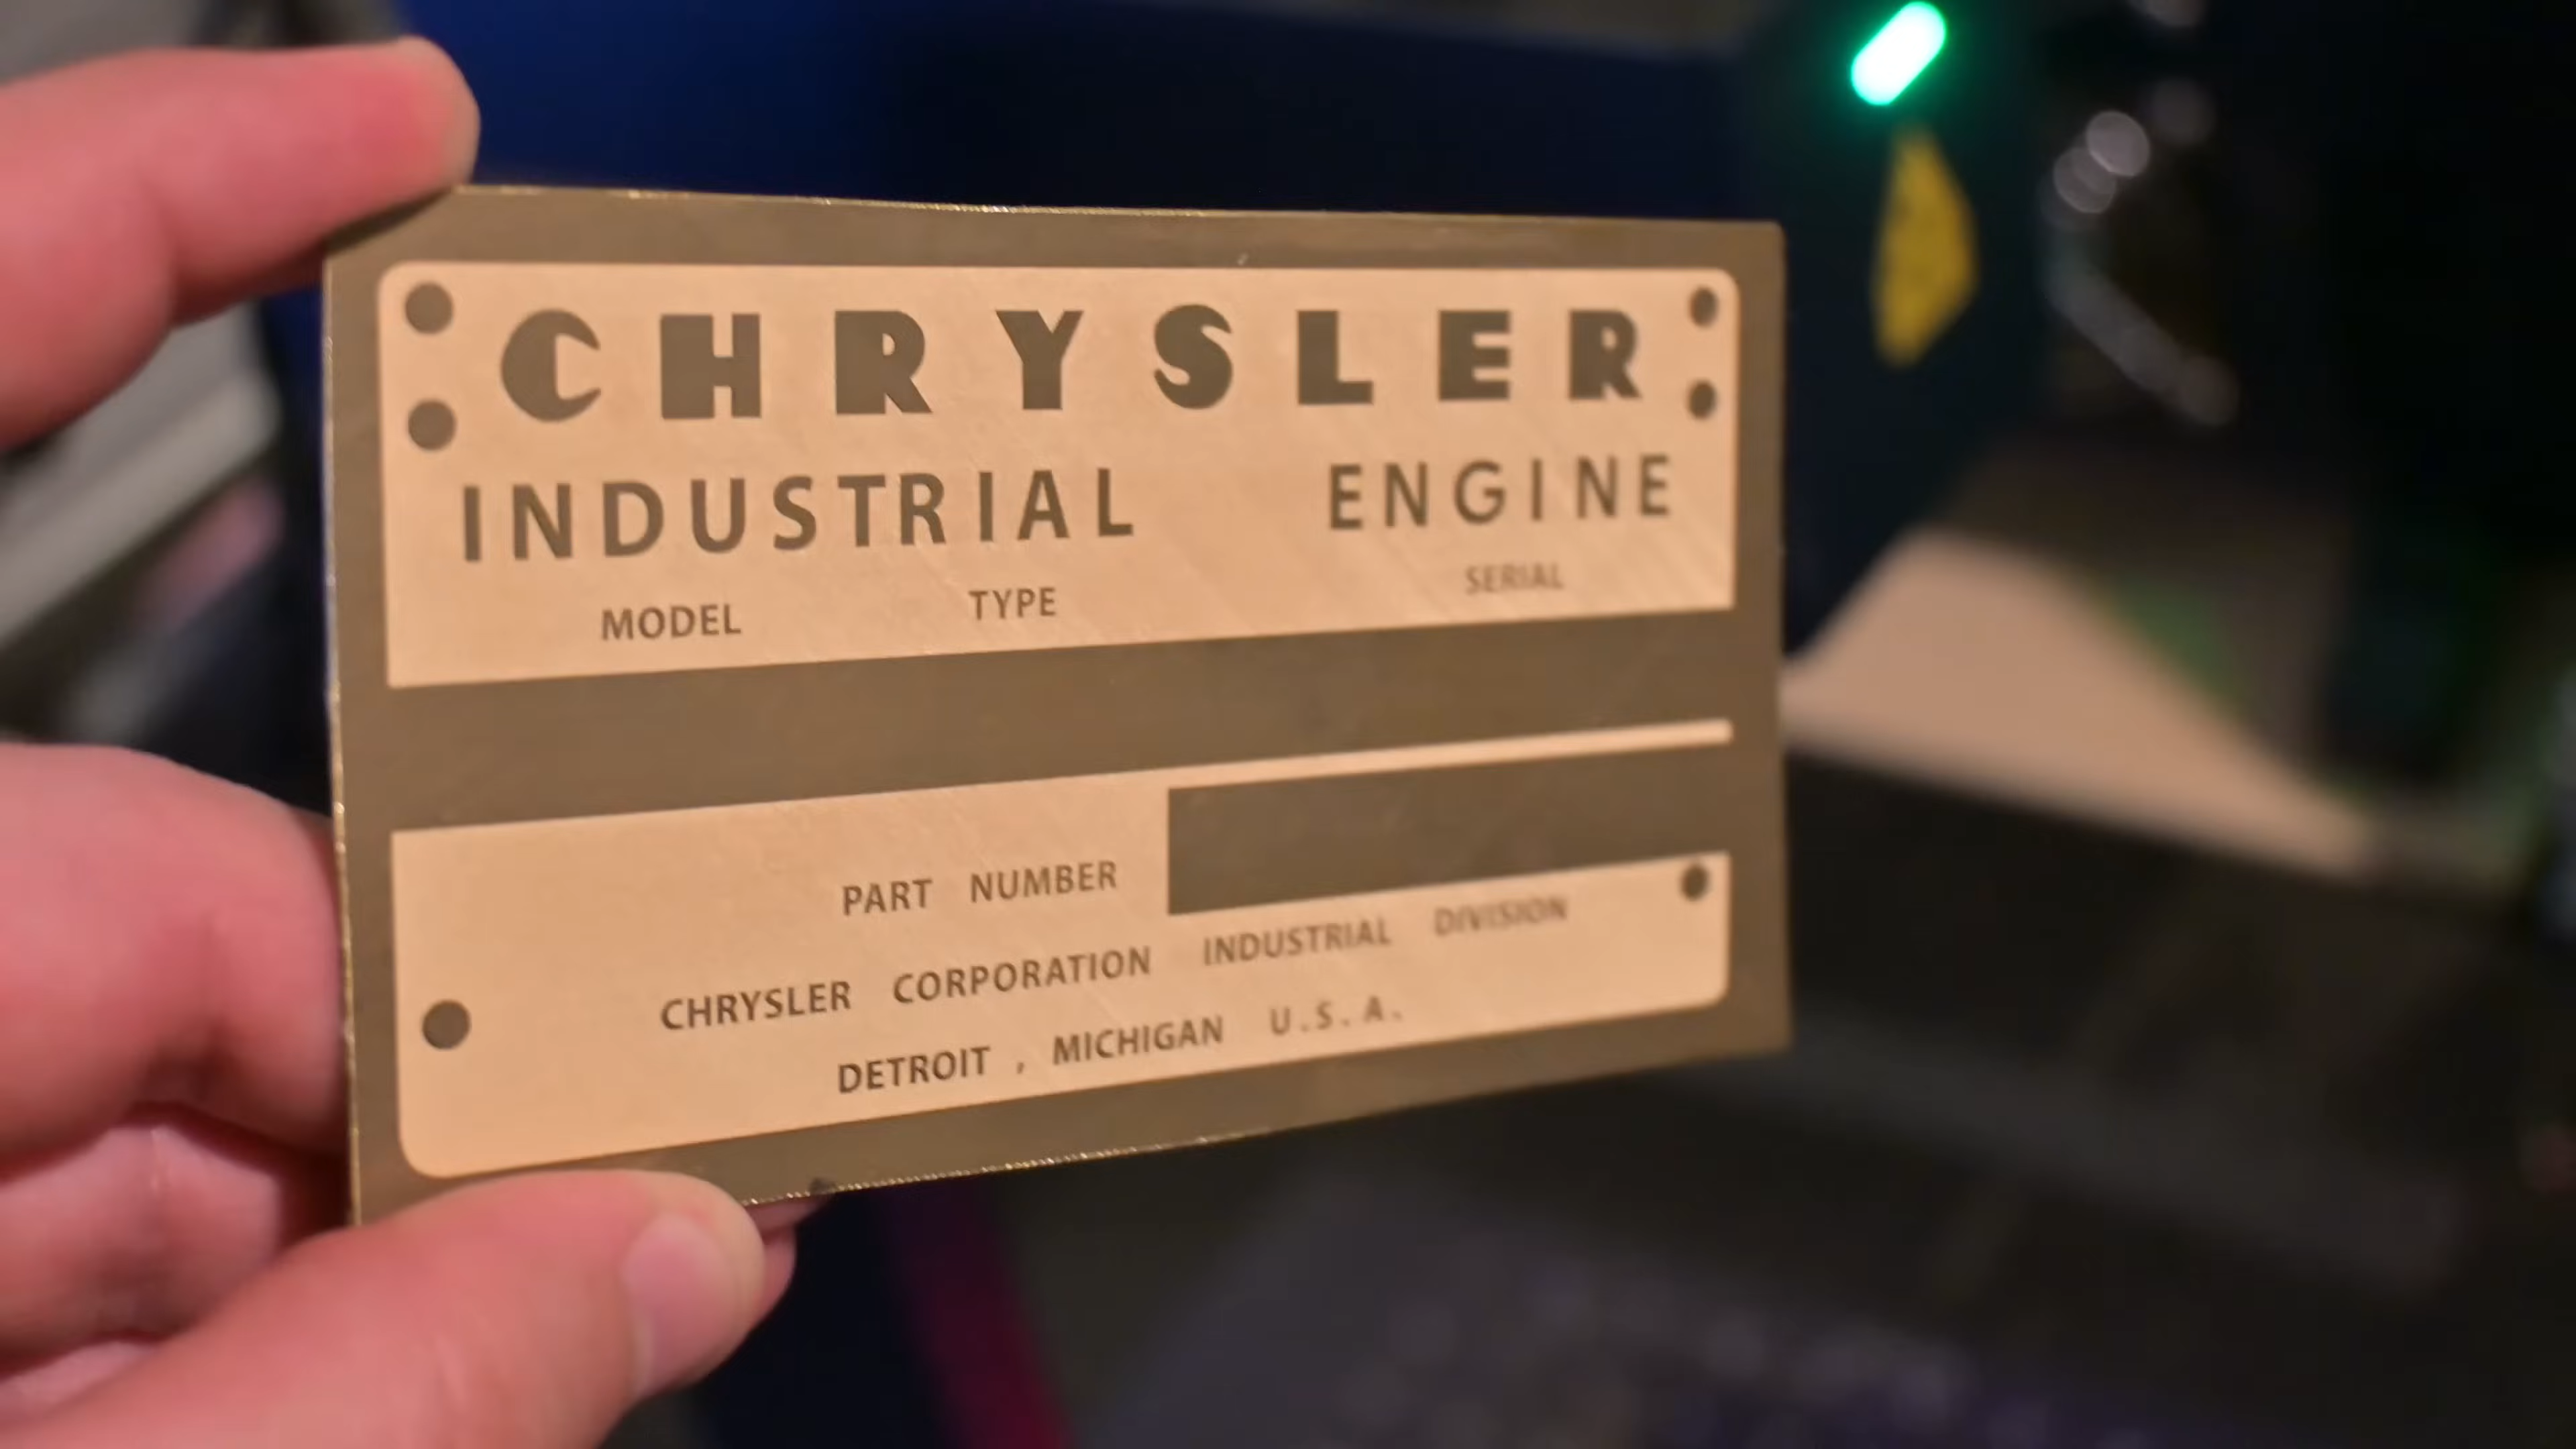 CHRYSLER
INDUSTRIAL ENGINE
MODEL TYPE SERIAL
PART NUMBER
CHRYSLER CORPORATION INDUSTRIAL DIVISION
DETROIT , MICHIGAN U.S.A.